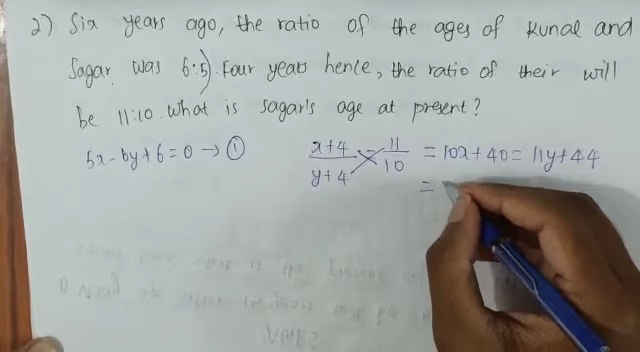 2) Six years ago, the ratio of the ages of Kunal and
Sagar was 6:5). Four years hence, the ratio of their will
be 11:10. What is sagar's age at present?
5x - 6y + 6 = 0 → ①
x+4 / y+4 = 11 / 10 = 10x + 40 = 11y + 44
=